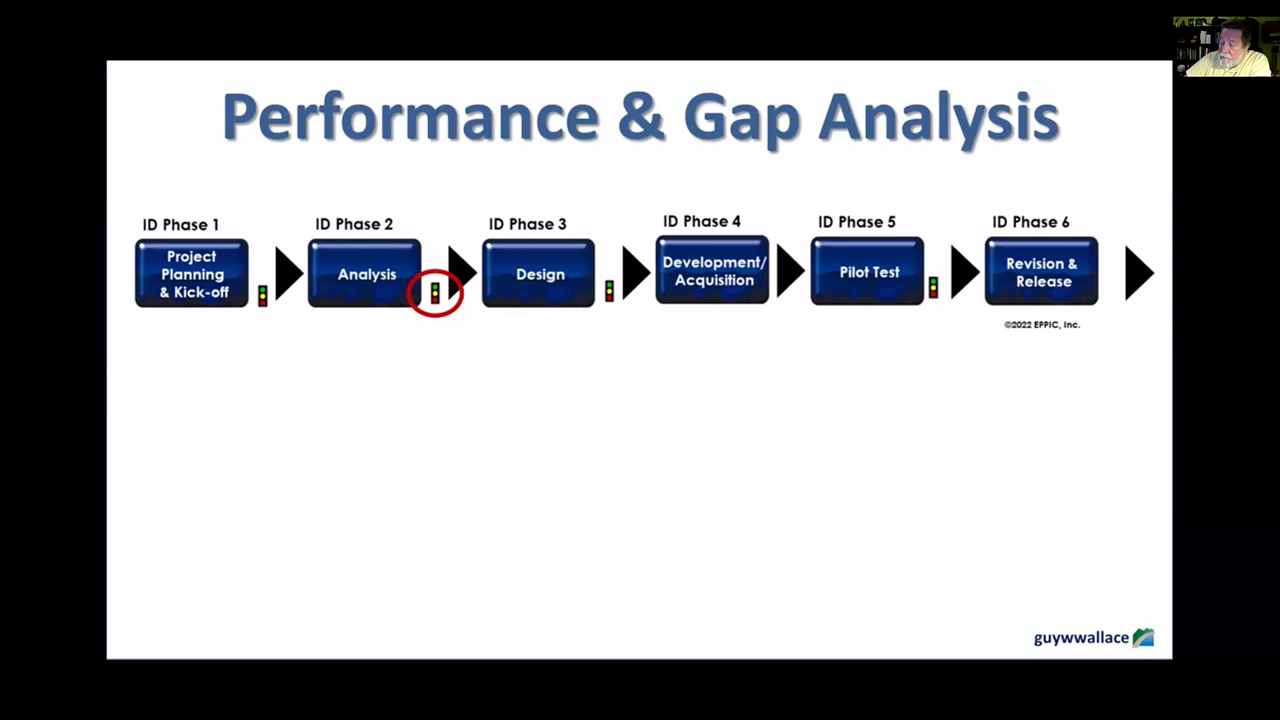 Performance & Gap Analysis
ID Phase 1
ID Phase 2
ID Phase 3
ID Phase 4
ID Phase 5
ID Phase 6
Project
Planning
& Kick-off
Analysis
Design
Development/
Acquisition
Pilot Test
Revision &
Release
©2022 EPPIC, Inc.
guywwallace